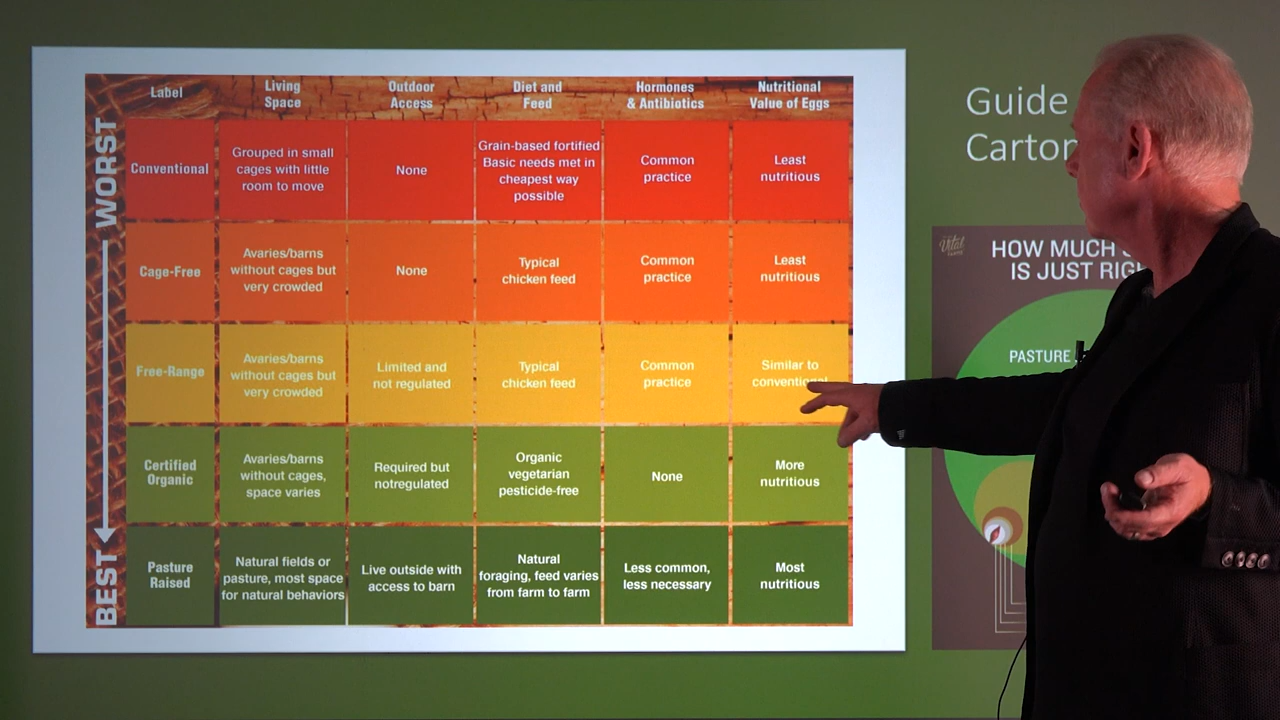 Label
Living
Space
Outdoor
Access
Diet and
Feed
Hormones
& Antibiotics
Nutritional
Value of Eggs
WORST
BEST
Conventional
Grouped in small
cages with little
room to move
None
Grain-based fortified
Basic needs met in
cheapest way
possible
Common
practice
Least
nutritious
Cage-Free
Avaries/barns
without cages but
very crowded
None
Typical
chicken feed
Common
practice
Least
nutritious
Free-Range
Avaries/barns
without cages but
very crowded
Limited and
not regulated
Typical
chicken feed
Common
practice
Similar to
conventional
Certified
Organic
Avaries/barns
without cages,
space varies
Required but
notregulated
Organic
vegetarian
pesticide-free
None
More
nutritious
Pasture
Raised
Natural fields or
pasture, most space
for natural behaviors
Live outside with
access to barn
Natural
foraging, feed varies
from farm to farm
Less common,
less necessary
Most
nutritious
Guide
Carton
Vital
FARMS
HOW MUCH
IS JUST RIGH
PASTURE